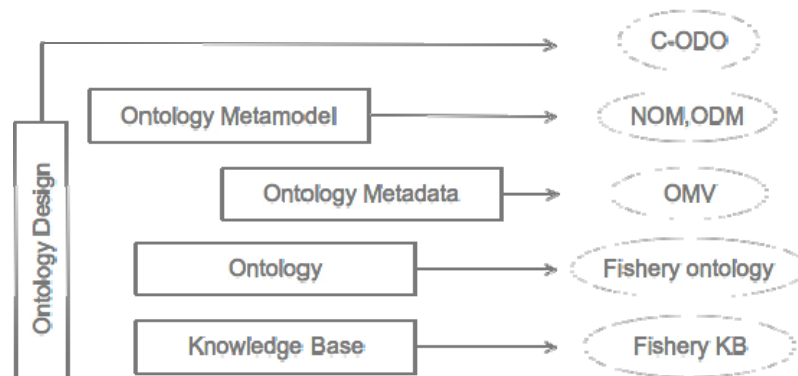 C-ODO
Ontology Metamodel
NOM,ODM
Ontology Metadata
OMV
Ontology Design
Ontology
Fishery ontology
Knowledge Base
Fishery KB